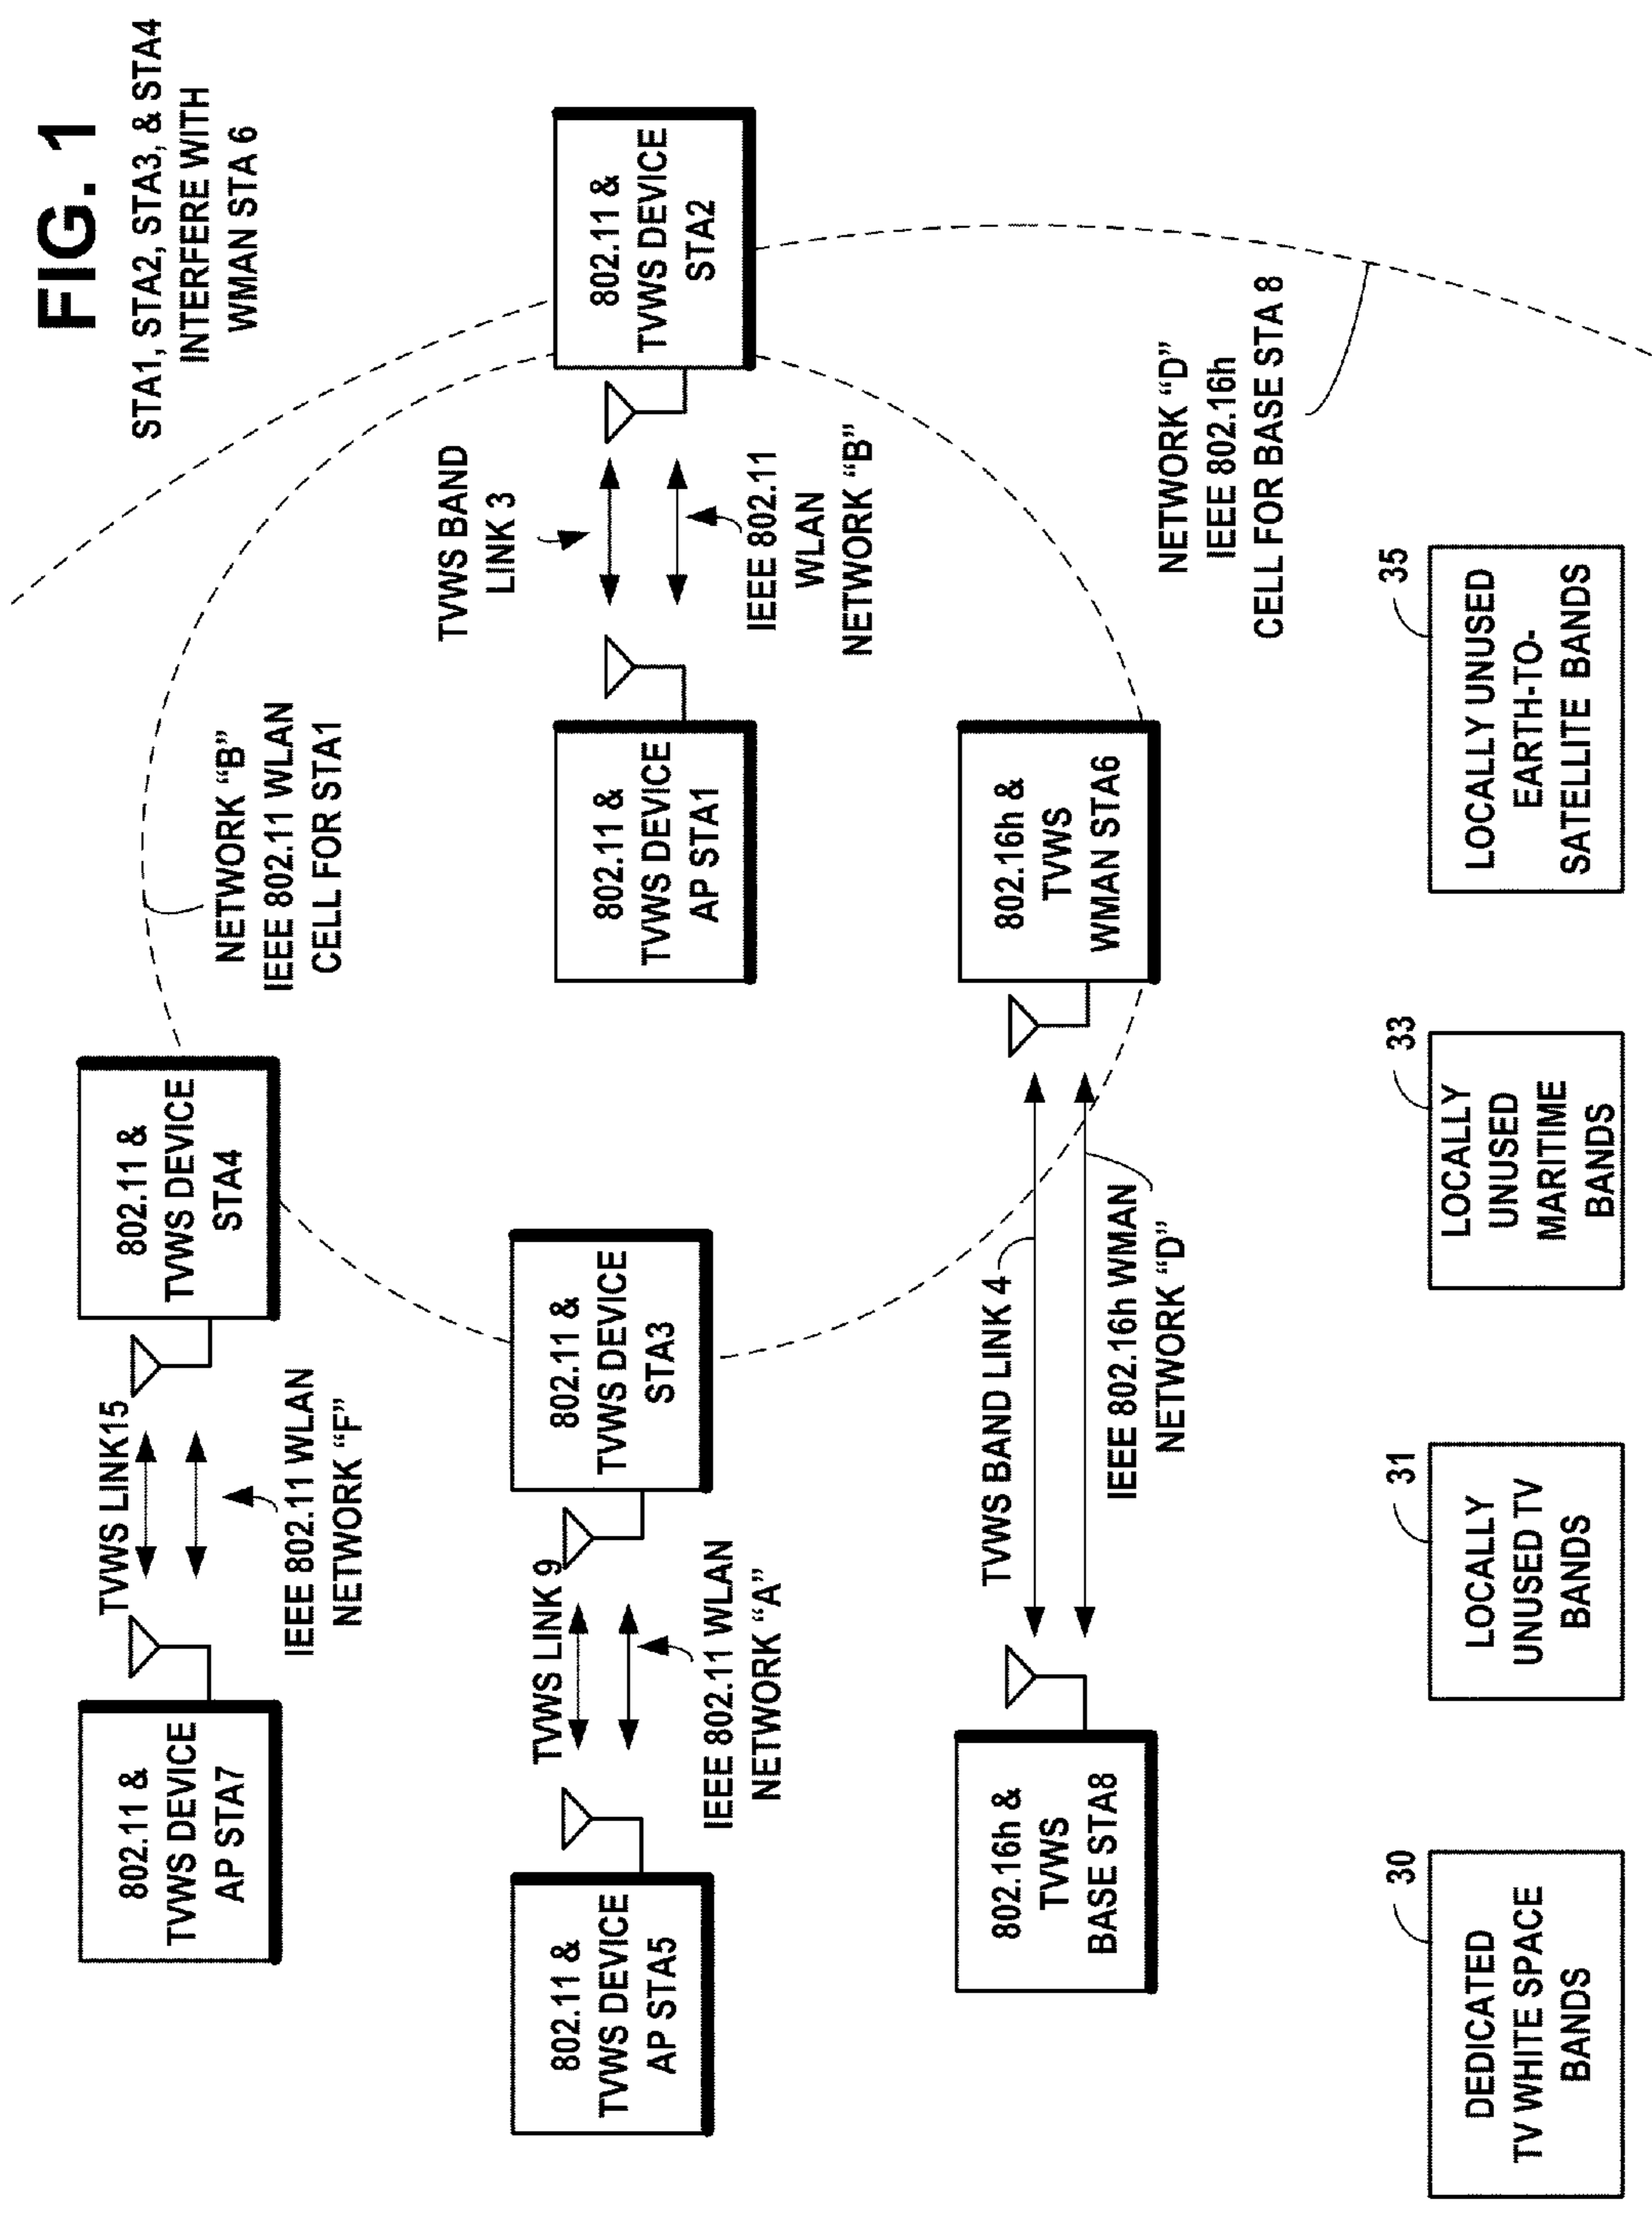 FIG. 1
STA1, STA2, STA3, & STA4
INTERFERE WITH
WMAN STA 6
802.11 &
TVWS DEVICE
AP STA7
TVWS LINK15
IEEE 802.11 WLAN
NETWORK “F”
802.11 &
TVWS DEVICE
STA4
NETWORK “B”
IEEE 802.11 WLAN
CELL FOR STA1
802.11 &
TVWS DEVICE
AP STA5
TVWS LINK 9
IEEE 802.11 WLAN
NETWORK “A”
802.11 &
TVWS DEVICE
STA3
802.11 &
TVWS DEVICE
AP STA1
TVWS BAND
LINK 3
IEEE 802.11
WLAN
NETWORK “B”
802.11 &
TVWS DEVICE
STA2
802.16h &
TVWS
BASE STA8
TVWS BAND LINK 4
IEEE 802.16h WMAN
NETWORK “D”
802.16h &
TVWS
WMAN STA6
NETWORK “D”
IEEE 802.16h
CELL FOR BASE STA 8
30
DEDICATED
TV WHITE SPACE
BANDS
31
LOCALLY
UNUSED TV
BANDS
33
LOCALLY
UNUSED
MARITIME
BANDS
35
LOCALLY UNUSED
EARTH-TO-
SATELLITE BANDS